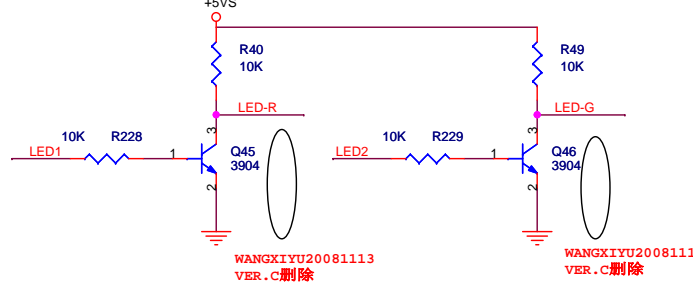 +5VS
R40
10K
R49
10K
LED-R
LED-G
3
3
10K R228
10K R229
LED1
LED2
1
1
Q45
3904
Q46
3904
2
2
WANGXIYU20081113
VER.C删除
WANGXIYU2008111
VER.C删除